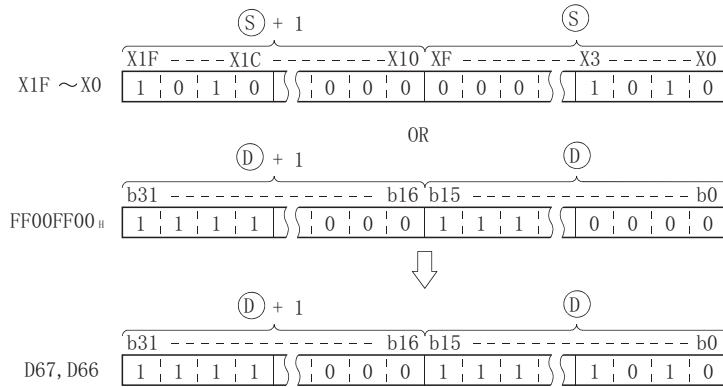 S + 1 S
X1F - - - - X1C - - - - - - - X10 XF - - - - - - - - X3 - - - - - X0
X1F ～X0 1 0 1 0 0 0 0 0 0 0 1 0 1 0
OR
D + 1 D
b31 - - - - - - - - - - - - - b16 b15 - - - - - - - - - - - - - - b0
FF00FF00H 1 1 1 1 0 0 0 1 1 1 0 0 0 0
D + 1 D
b31 - - - - - - - - - - - - - b16 b15 - - - - - - - - - - - - - - b0
D67, D66 1 1 1 1 0 0 0 1 1 1 1 0 1 0